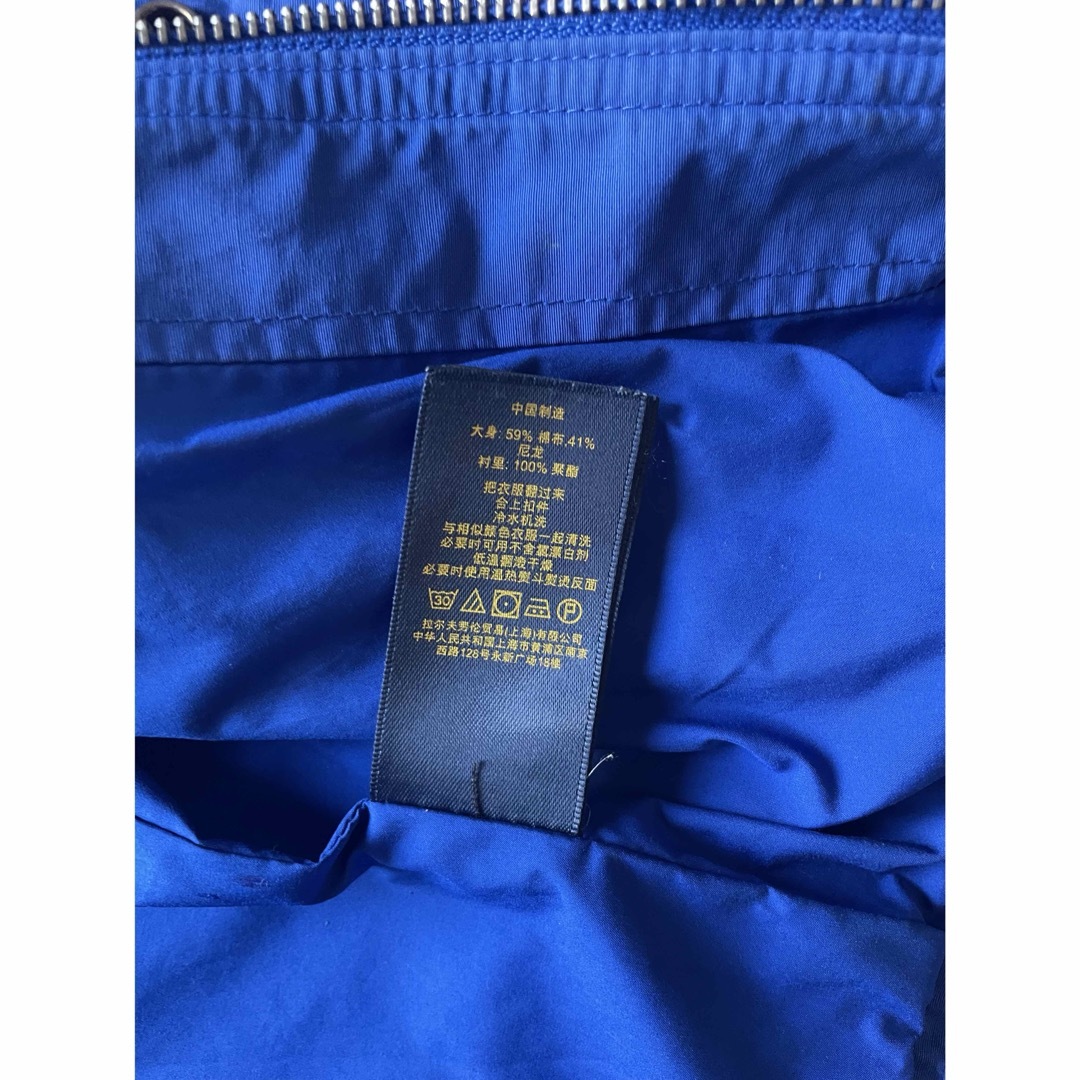 中国制造
大身: 59% 棉布,41%
尼龙
衬里: 100% 聚酯
把衣服翻过来
合上扣件
冷水机洗
与相似颜色衣服一起清洗
必要时可用不含氯漂白剂
低温翻滚干燥
必要时使用温热熨斗熨烫反面
30 P
拉尔夫劳伦贸易(上海)有限公司
中华人民共和国上海市黄浦区南京
西路128号永新广场18楼